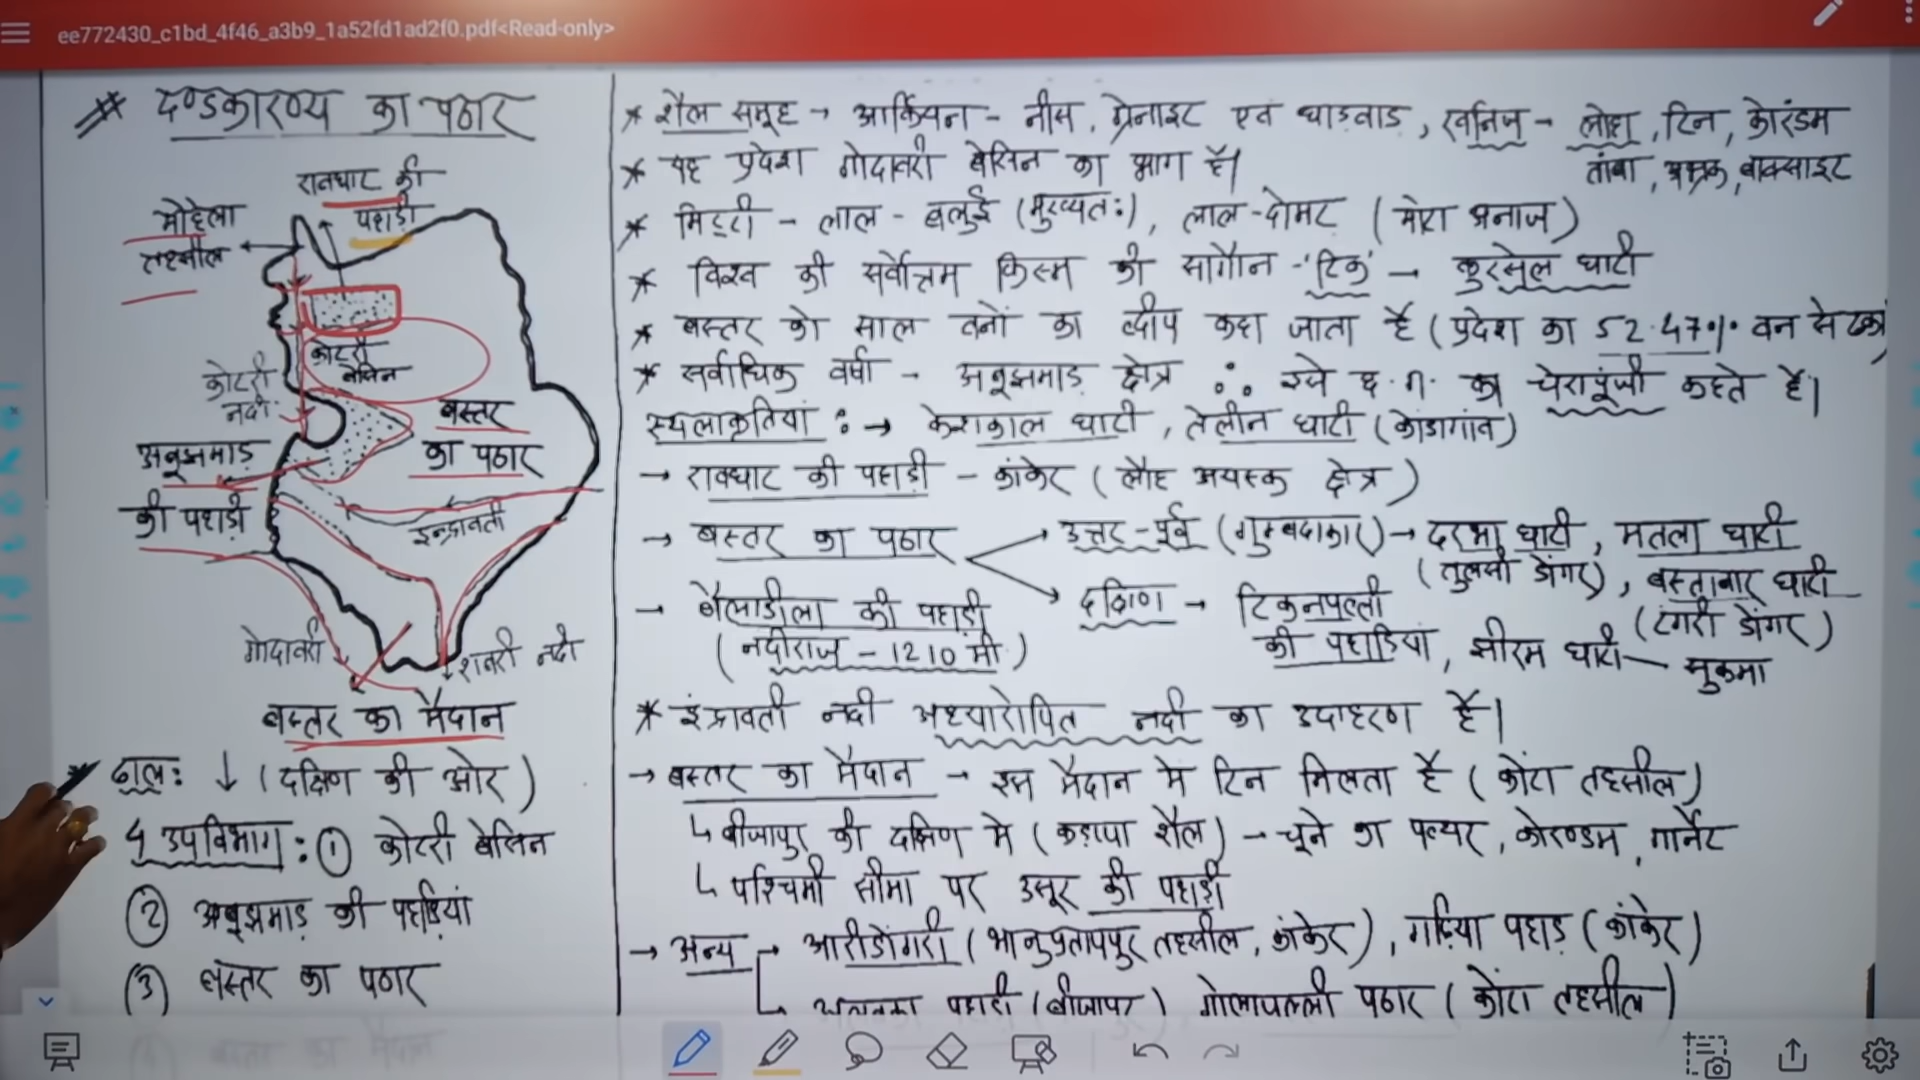 ee772430_c1bd_4f46_a3b9_1a52fd1ad2f0.pdf<Read-only>
दण्डकारण्य का पठार
रावघाट की
पहाड़ी
मोहेला
तहसील
कोटरी
बेसिन
कोटरी
नदी
अबूझमाड़
की पहाड़ी
बस्तर
का पठार
इन्द्रावती
गोदावरी
शबरी नदी
बस्तर का मैदान
* ढाल: ↓ (दक्षिण की ओर)
4 उपविभाग: ① कोटरी बेसिन
② अबूझमाड़ की पहाड़ियां
③ बस्तर का पठार
* शैल समूह → आर्कियन - नीस, ग्रेनाइट एवं धाड़वाड़, खनिज - लोहा, टिन, कोरंडम
तांबा, अभ्रक, बाक्साइट
* यह प्रदेश गोदावरी बेसिन का भाग है।
* मिट्टी - लाल - बलुई (मुख्यतः), लाल-दोमट (मोटा अनाज)
* विश्व की सर्वोत्तम किस्म की सागौन - 'टिक' → कुरसेल घाटी
* बस्तर को साल वनों का द्वीप कहा जाता है (प्रदेश का 52.47% वन से ढका)
* सर्वाधिक वर्षा - अबूझमाड़ क्षेत्र ∴ इसे छ.ग. का चेरापूंजी कहते हैं।
स्थलाकृतियां : → केशकाल घाटी, तेलीन घाटी (कोंडागांव)
→ रावघाट की पहाड़ी - कांकेर (लौह अयस्क क्षेत्र)
→ बस्तर का पठार → उत्तर-पूर्व (गुम्बदाकार) → दरभा घाटी, मतला घाटी
(तुलसी डोंगर), बस्तानार घाटी
(टंगरी डोंगर)
→ दक्षिण → टिकनपल्ली
की पहाड़ियां, झीरम घाटी — सुकमा
→ बैलाडीला की पहाड़ी
(नंदीराज - 1210 मी)
* इंद्रावती नदी अध्यारोपित नदी का उदाहरण है।
→ बस्तर का मैदान → इस मैदान में टिन मिलता है (कोंटा तहसील)
↳ बीजापुर की दक्षिण में (कड़ापा शैल) → चूने का पत्थर, कोरण्डम, गार्नेट
↳ पश्चिमी सीमा पर उसूर की पहाड़ी
→ अन्य → आरीडोंगरी (भानुप्रतापपुर तहसील, कांकेर), गढ़िया पहाड़ (कांकेर)
पहाड़ी (बीजापुर) गोलापल्ली पठार (कोंटा तहसील)